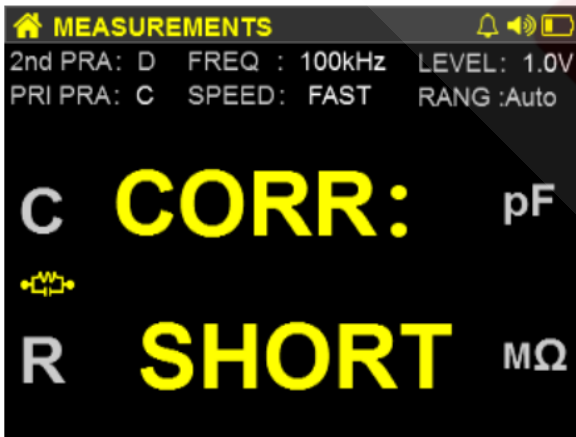 MEASUREMENTS
2nd PRA: D FREQ : 100kHz LEVEL: 1.0V
PRI PRA: C SPEED: FAST RANG :Auto
C CORR: pF
R SHORT MΩ